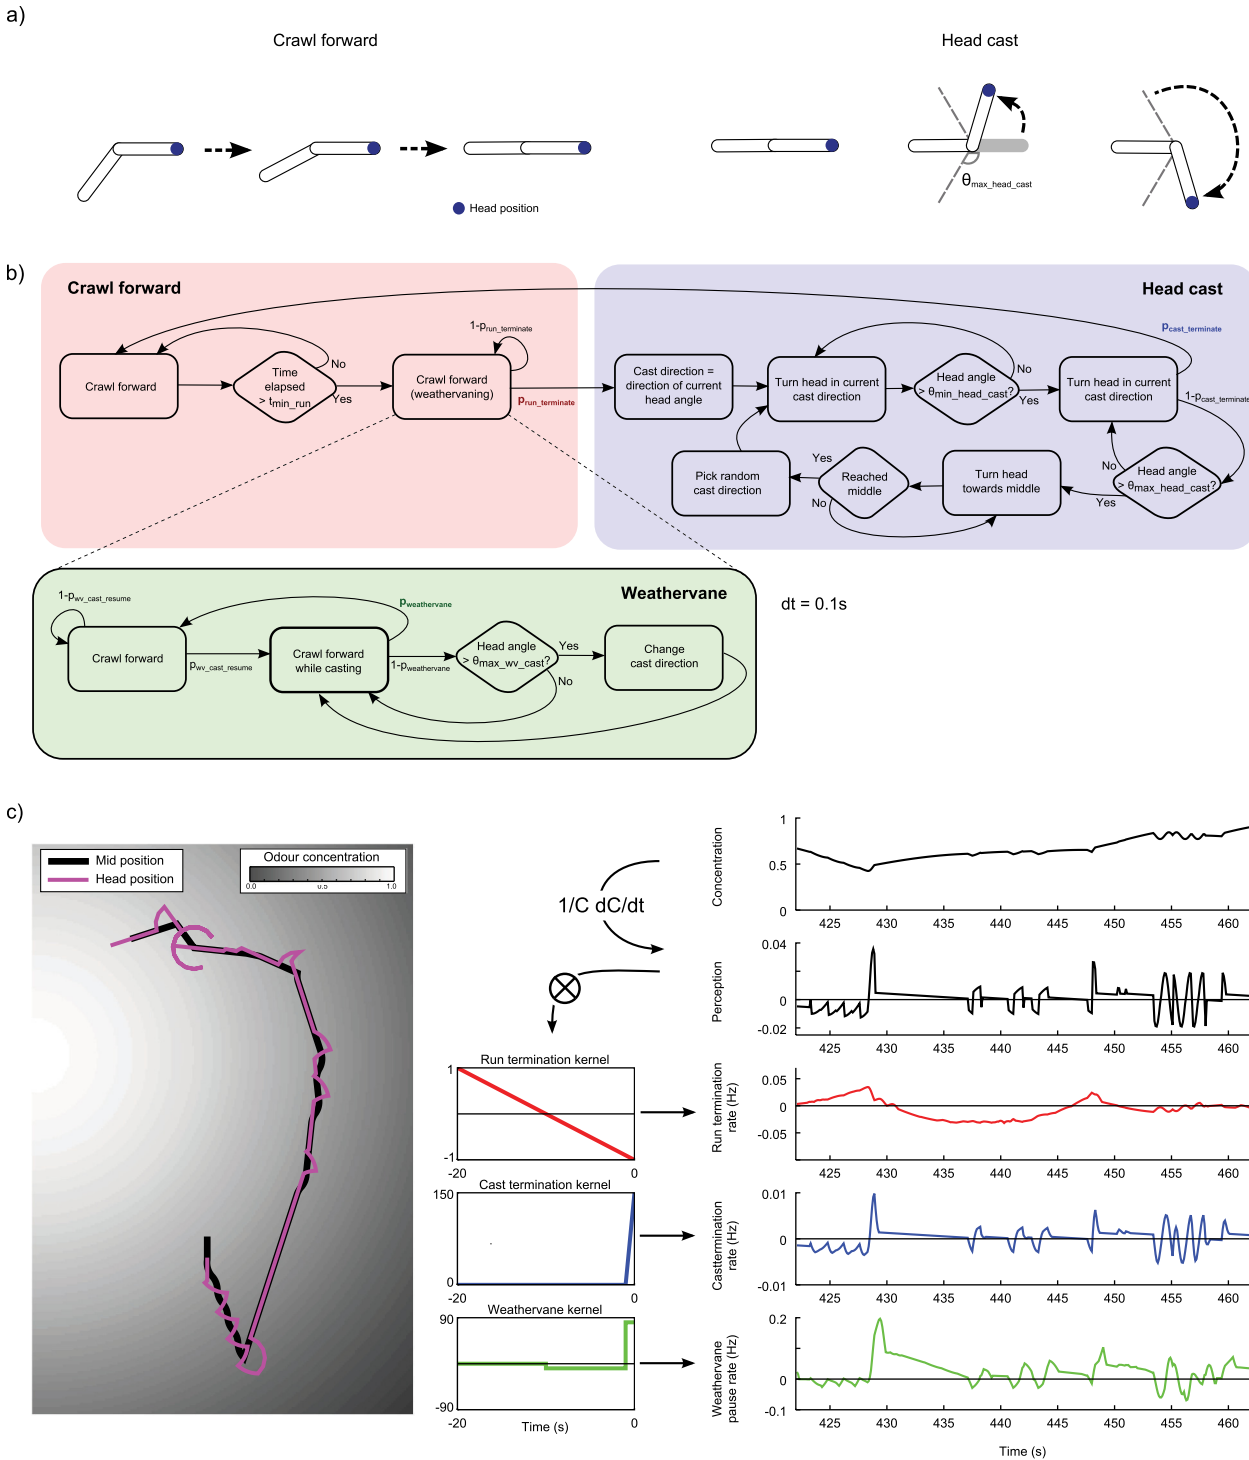 a)
Crawl forward
Head cast
θmax_head_cast
Head position
b)
Crawl forward
Head cast
1-prun_terminate
pcast_terminate
Crawl forward
Time
elapsed
> tmin_run
No
Yes
Crawl forward
(weathervaning)
prun_terminate
Cast direction =
direction of current
head angle
Turn head in current
cast direction
Head angle
> θmin_head_cast?
No
Yes
Turn head in current
cast direction
1-pcast_terminate
Pick random
cast direction
Yes
Reached
middle
No
Turn head
towards middle
No
Head angle
> θmax_head_cast?
Yes
Weathervane
1-pwv_cast_resume
pweathervane
Crawl forward
pwv_cast_resume
Crawl forward
while casting
1-pweathervane
Head angle
> θmax_wv_cast?
Yes
No
Change
cast direction
dt = 0.1s
c)
Mid position
Head position
Odour concentration
0.0 0.5 1.0
1/C dC/dt
Run termination kernel
1
-1
-20 0
Cast termination kernel
150
0
-20 0
Weathervane kernel
90
-90
-20 0
Time (s)
Concentration
1
0.5
0
425 430 435 440 445 450 455 460
Perception
0.04
0
-0.02
425 430 435 440 445 450 455 460
Run termination
rate (Hz)
0.05
0
-0.05
425 430 435 440 445 450 455 460
Casttermination
rate (Hz)
0.01
0
-0.01
425 430 435 440 445 450 455 460
Weathervane
pause rate (Hz)
0.2
0
-0.1
425 430 435 440 445 450 455 460
Time (s)